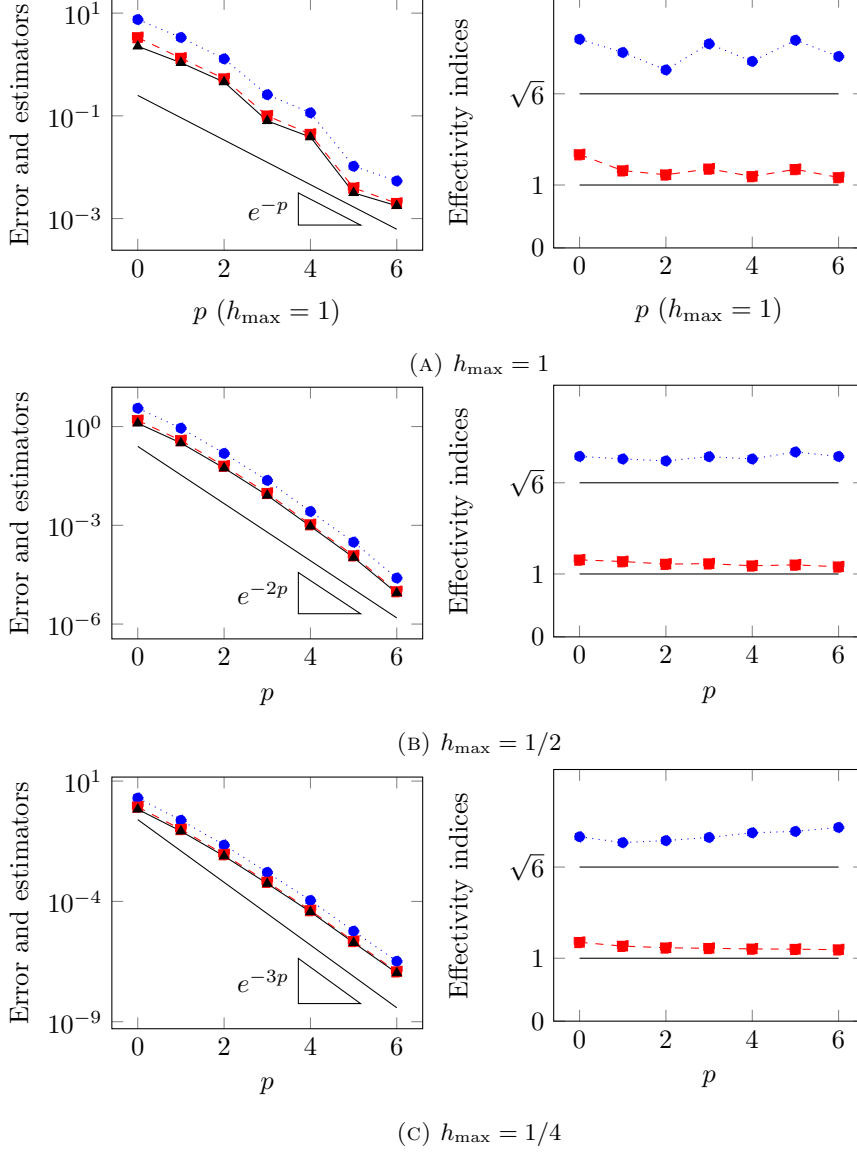 Error and estimators
10^1
10^{-1}
10^{-3}
e^{-p}
0 2 4 6
p (h_max = 1)
Effectivity indices
√6
1
0
0 2 4 6
p (h_max = 1)
(A) h_max = 1
Error and estimators
10^0
10^{-3}
10^{-6}
e^{-2p}
0 2 4 6
p
Effectivity indices
√6
1
0
0 2 4 6
p
(B) h_max = 1/2
Error and estimators
10^1
10^{-4}
10^{-9}
e^{-3p}
0 2 4 6
p
Effectivity indices
√6
1
0
0 2 4 6
p
(C) h_max = 1/4